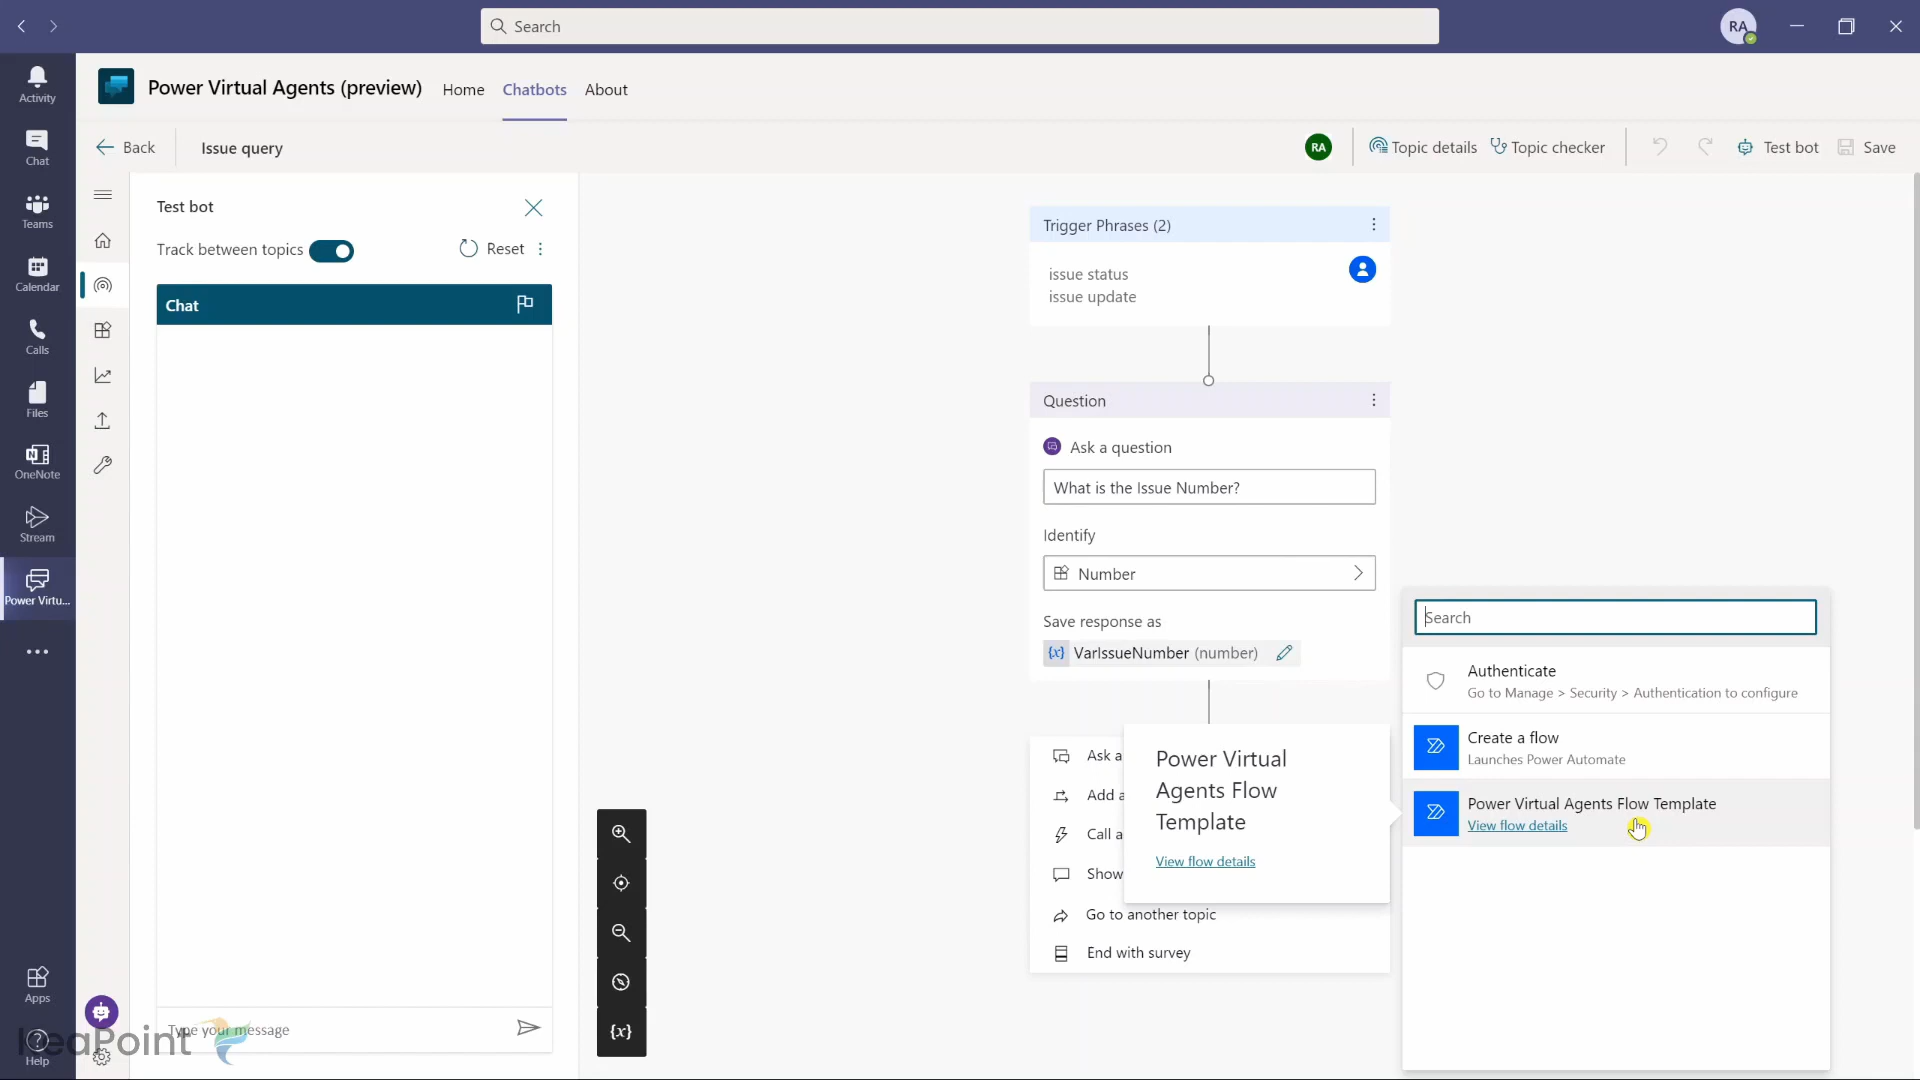 Search
RA
Activity
Chat
Teams
Calendar
Calls
Files
OneNote
Stream
Power Virtu...
Apps
Help
Power Virtual Agents (preview)
Home
Chatbots
About
Back
Issue query
RA
Topic details
Topic checker
Test bot
Save
Test bot
Track between topics
Reset
Chat
Type your message
Trigger Phrases (2)
issue status
issue update
Question
Ask a question
What is the Issue Number?
Identify
Number
Save response as
{x} VarIssueNumber (number)
Ask a
Add a
Call a
Show
Go to another topic
End with survey
Power Virtual
Agents Flow
Template
View flow details
Search
Authenticate
Go to Manage > Security > Authentication to configure
Create a flow
Launches Power Automate
Power Virtual Agents Flow Template
View flow details
{x}